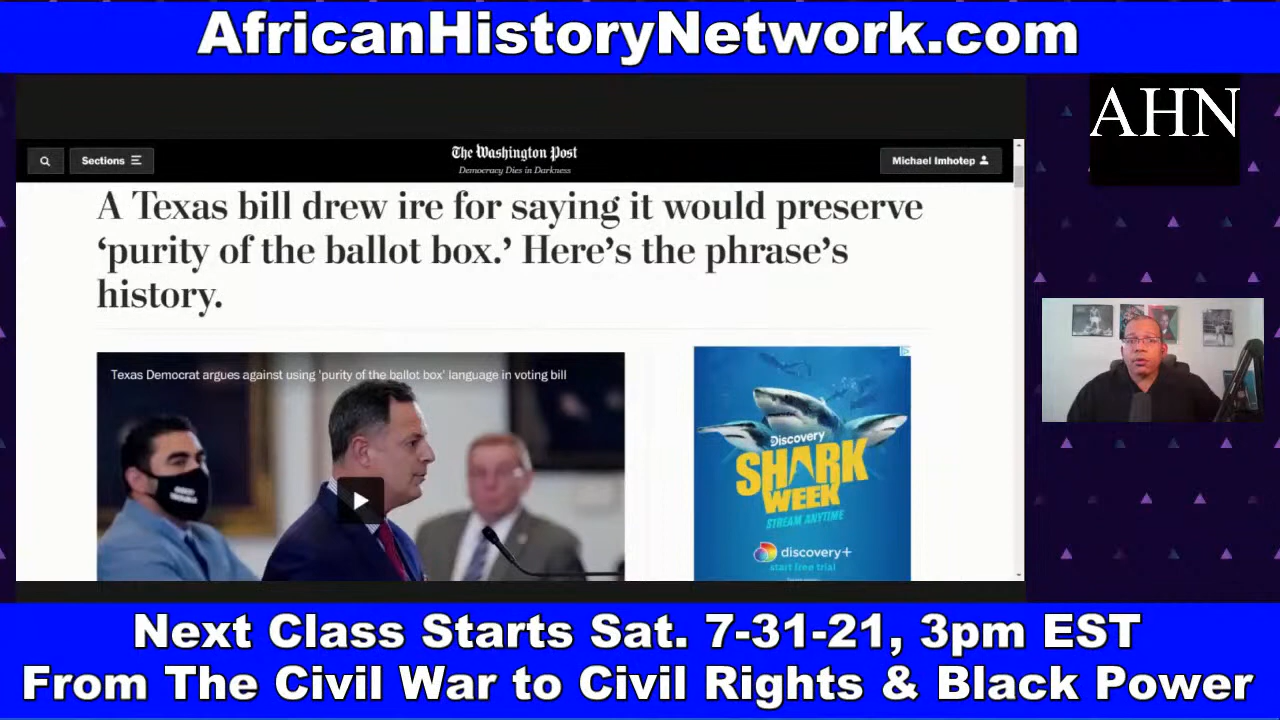 AfricanHistoryNetwork.com
AHN
Sections
The Washington Post
Democracy Dies in Darkness
Michael Imhotep
A Texas bill drew ire for saying it would preserve
‘purity of the ballot box.’ Here’s the phrase’s
history.
Texas Democrat argues against using 'purity of the ballot box' language in voting bill
Discovery
SHARK
WEEK
STREAM ANYTIME
discovery+
start free trial
Next Class Starts Sat. 7-31-21, 3pm EST
From The Civil War to Civil Rights & Black Power